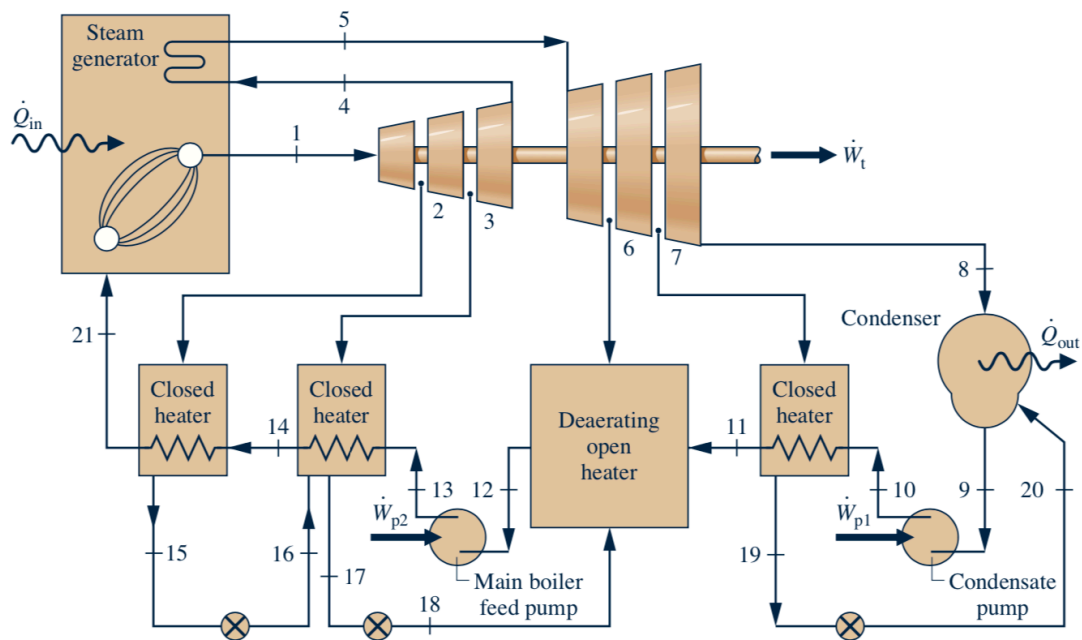 Steam
generator
5
4
Q̇in
1
Ẇt
2
3
6
7
8
21
Condenser
Q̇out
Closed
heater
14
Closed
heater
Deaerating
open
heater
11
Closed
heater
13
12
10
9
20
Ẇp2
Ẇp1
15
16
17
19
Main boiler
feed pump
Condensate
pump
18